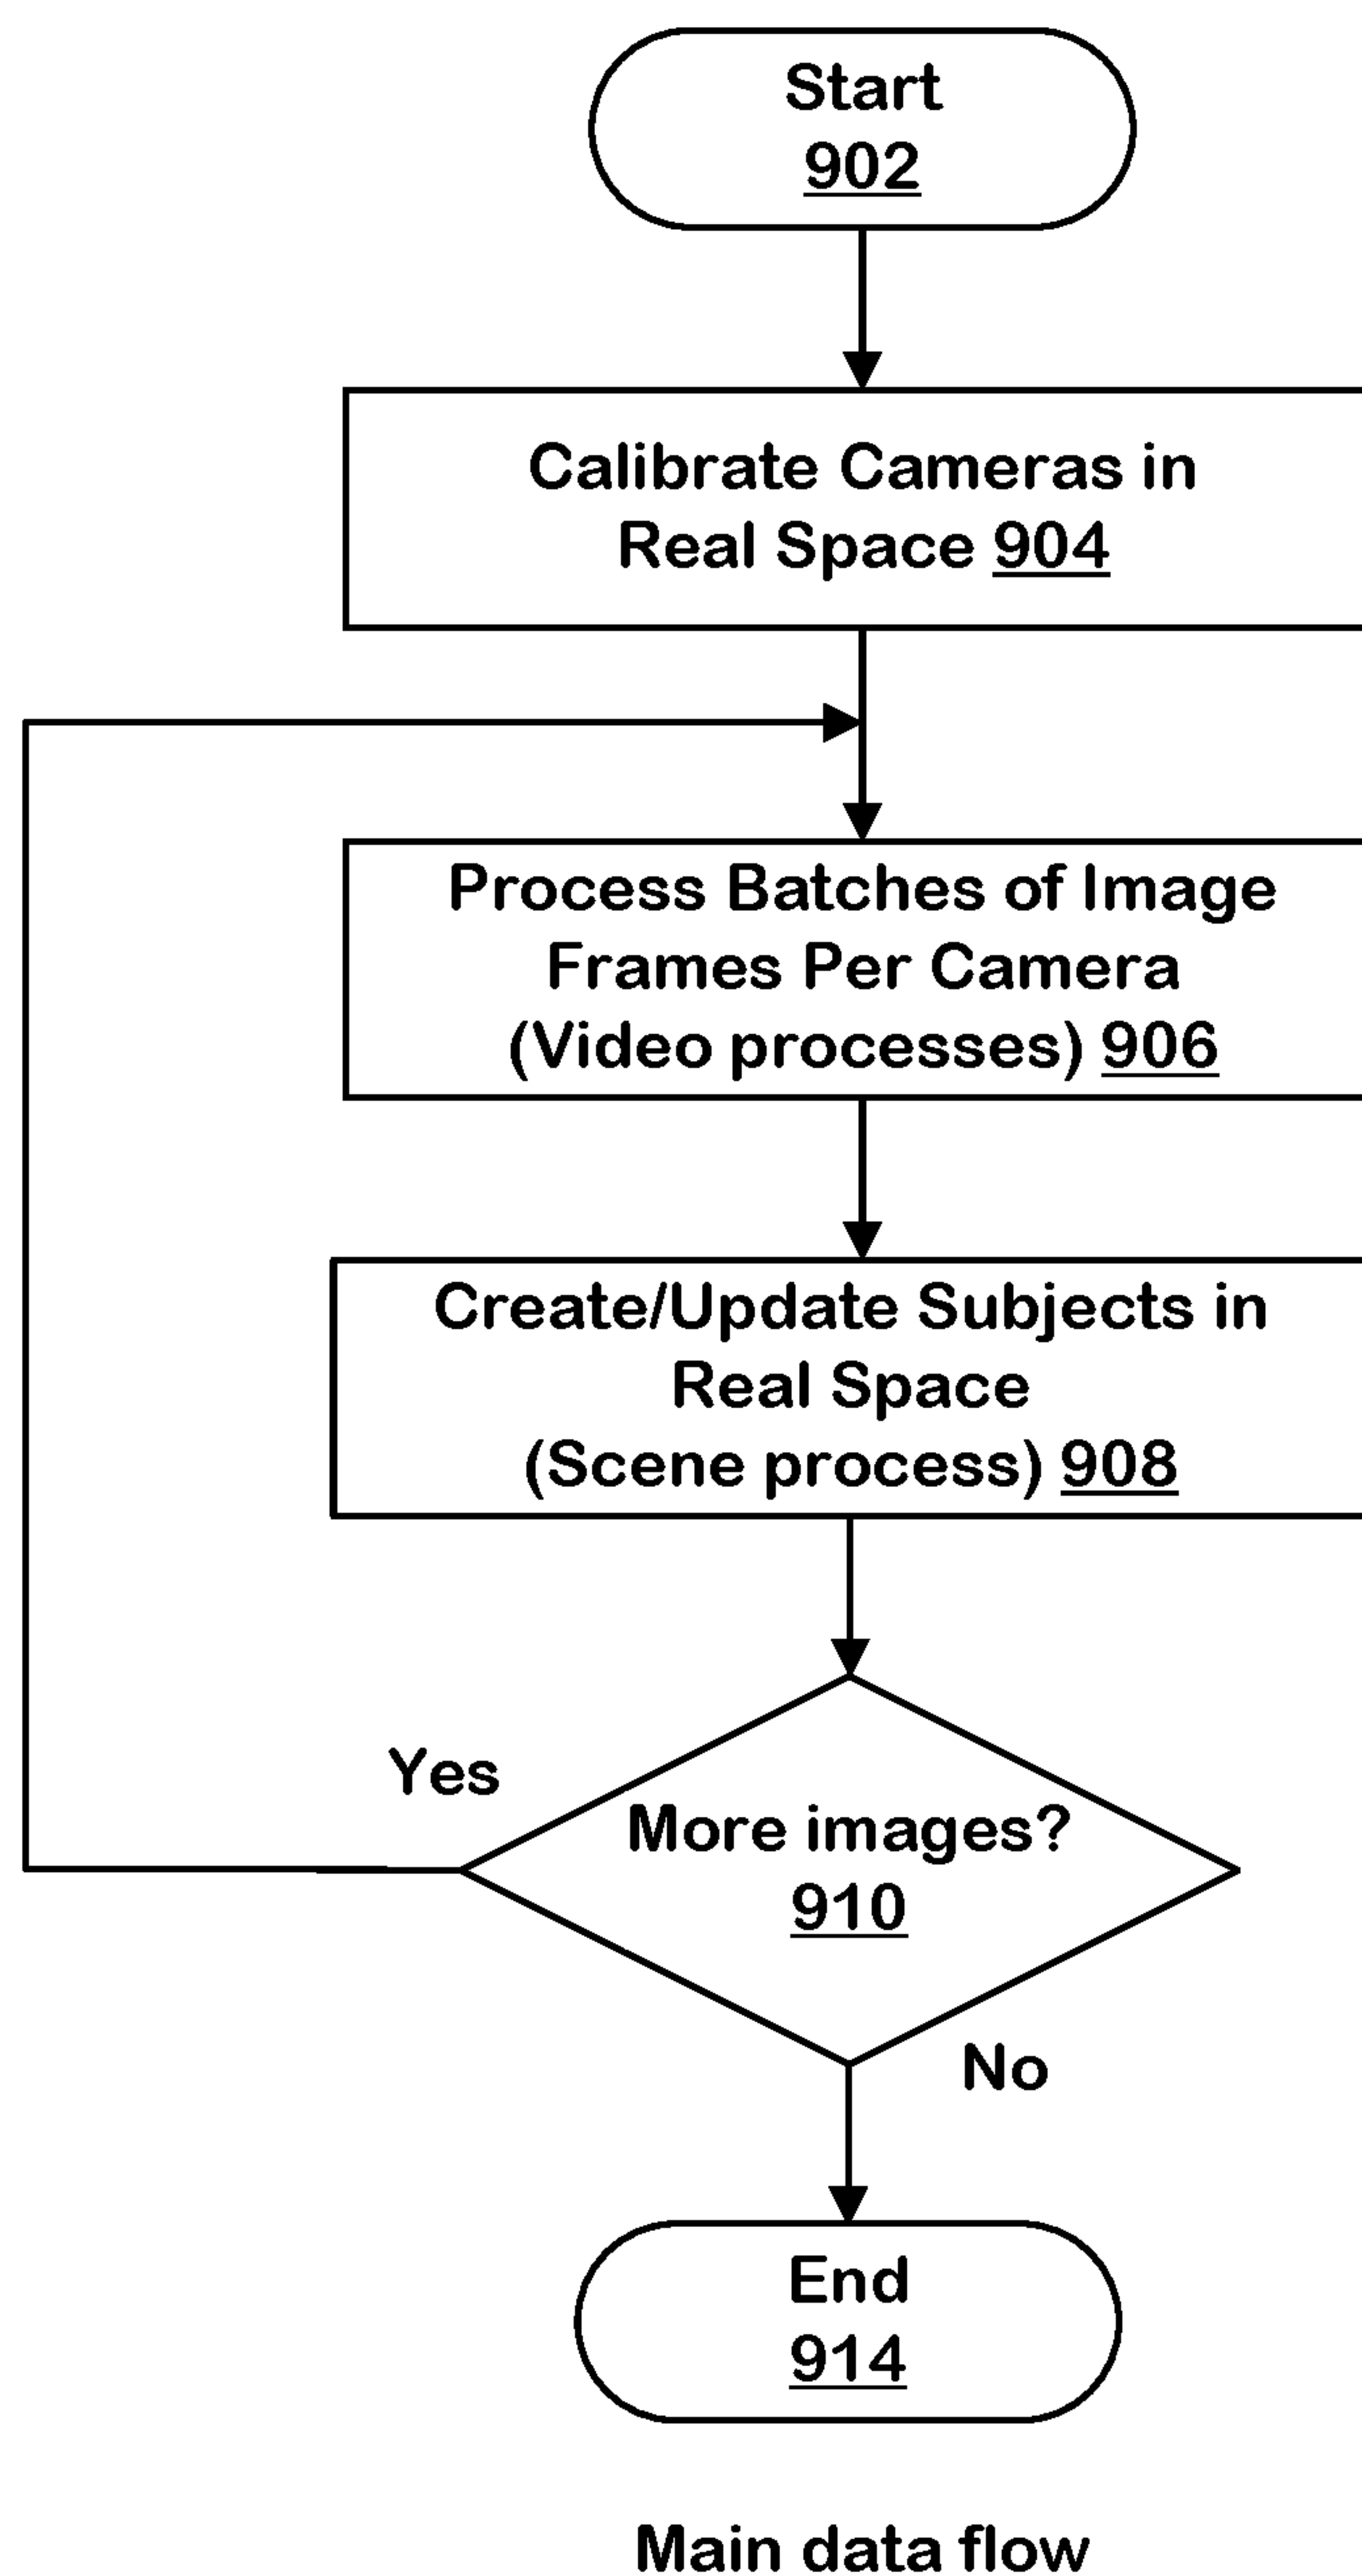 Start
902
Calibrate Cameras in
Real Space 904
Process Batches of Image
Frames Per Camera
(Video processes) 906
Create/Update Subjects in
Real Space
(Scene process) 908
Yes
More images?
910
No
End
914
Main data flow